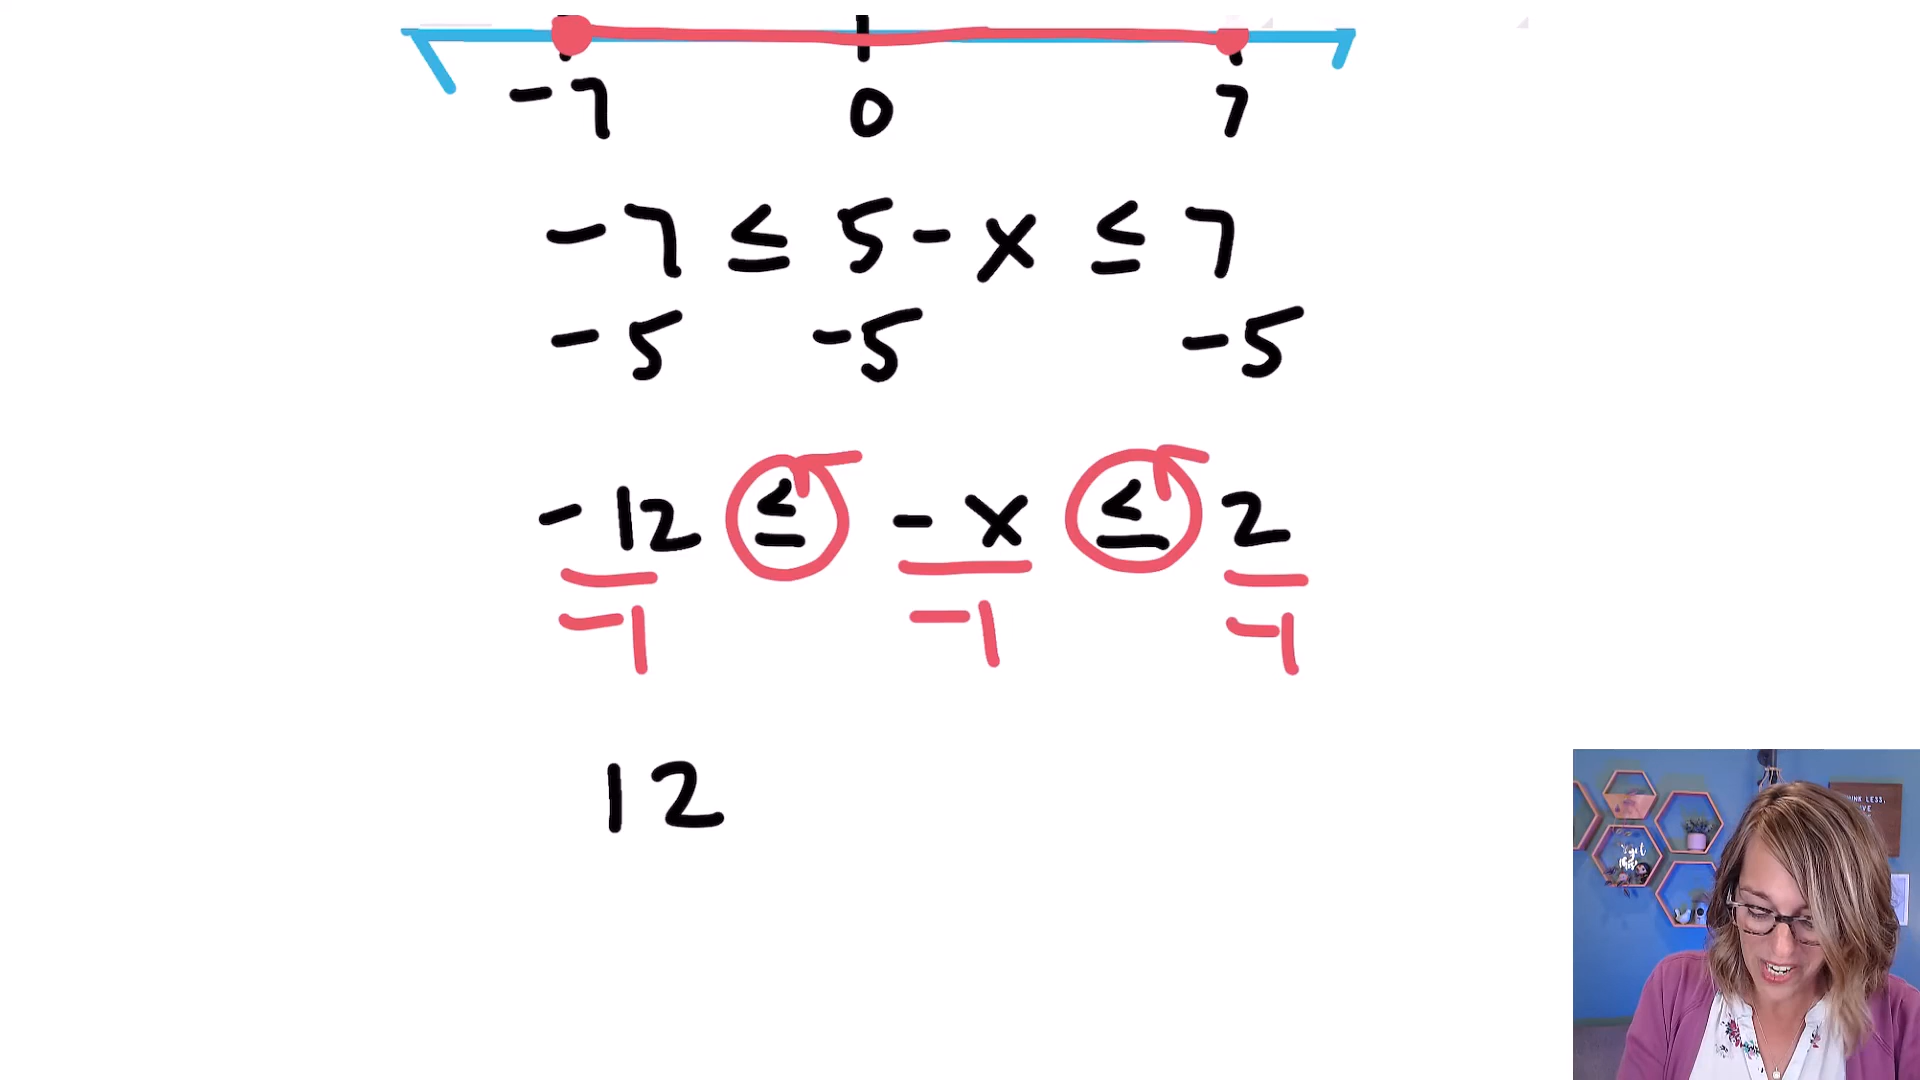 -7 0 7
-7 ≤ 5 - x ≤ 7
-5 -5 -5
-12 ≤ -x ≤ 2
-1 -1 -1
12